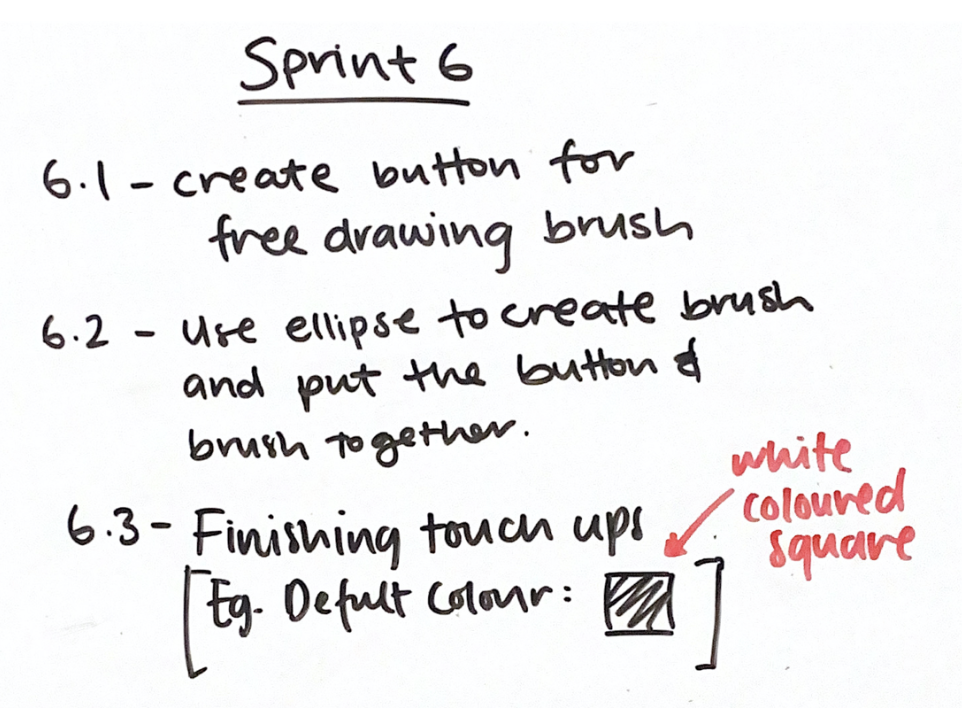 Sprint 6
6.1 - create button for
free drawing brush
6.2 - Use ellipse to create brush
and put the button &
brush together.
6.3 - Finishing touch ups
[Eg. Defult Colour: ]
white
coloured
square